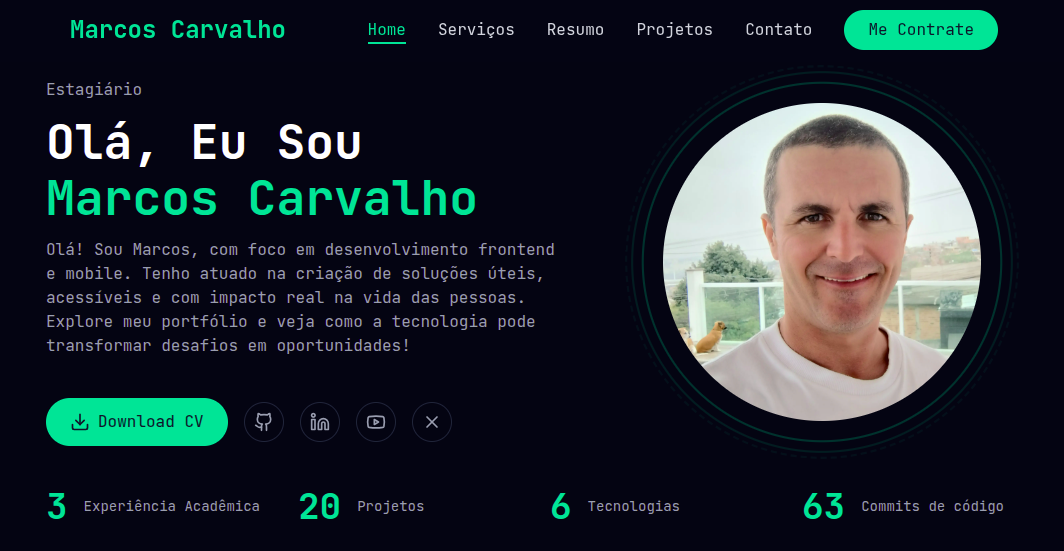 Marcos Carvalho
Home Serviços Resumo Projetos Contato Me Contrate
Estagiário
Olá, Eu Sou
Marcos Carvalho
Olá! Sou Marcos, com foco em desenvolvimento frontend
e mobile. Tenho atuado na criação de soluções úteis,
acessíveis e com impacto real na vida das pessoas.
Explore meu portfólio e veja como a tecnologia pode
transformar desafios em oportunidades!
Download CV
3 Experiência Acadêmica 20 Projetos 6 Tecnologias 63 Commits de código